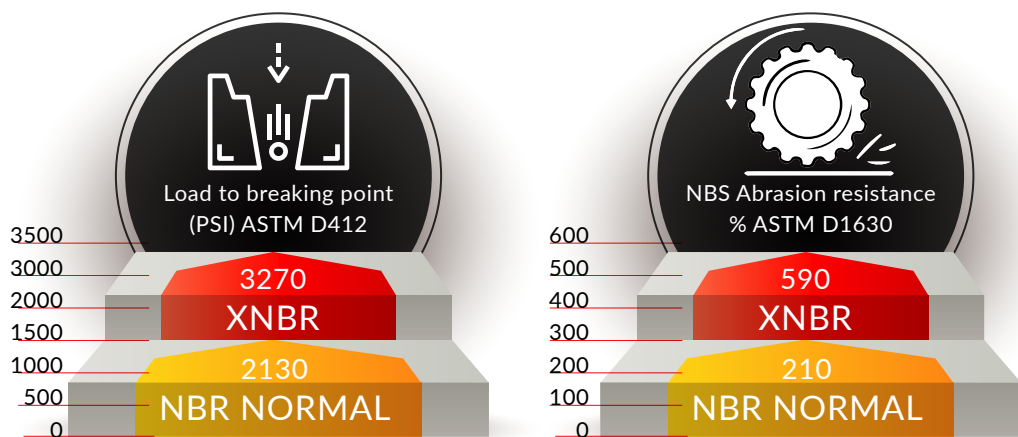 Load to breaking point
(PSI) ASTM D412
3500
3000
2000
1500
1000
500
0
3270
XNBR
2130
NBR NORMAL
NBS Abrasion resistance
% ASTM D1630
600
500
400
300
200
100
0
590
XNBR
210
NBR NORMAL